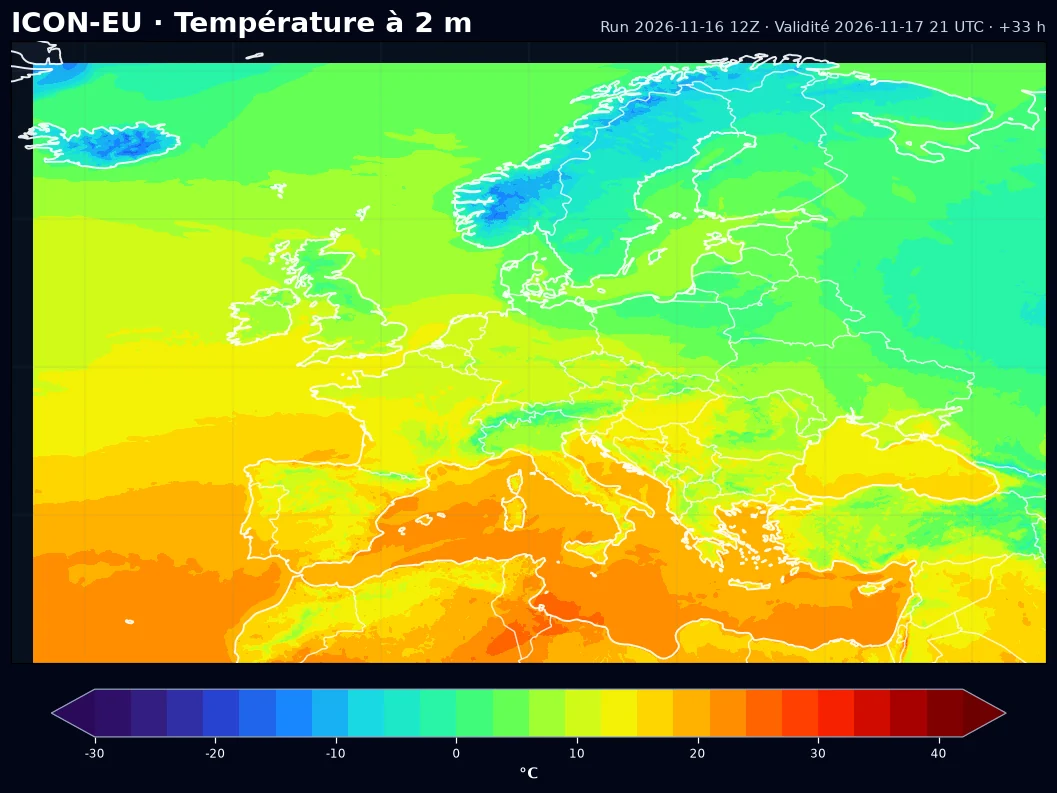 ICON-EU · Température à 2 m
Run 2026-11-16 12Z · Validité 2026-11-17 21 UTC · +33 h
-30 -20 -10 0 10 20 30 40
°C